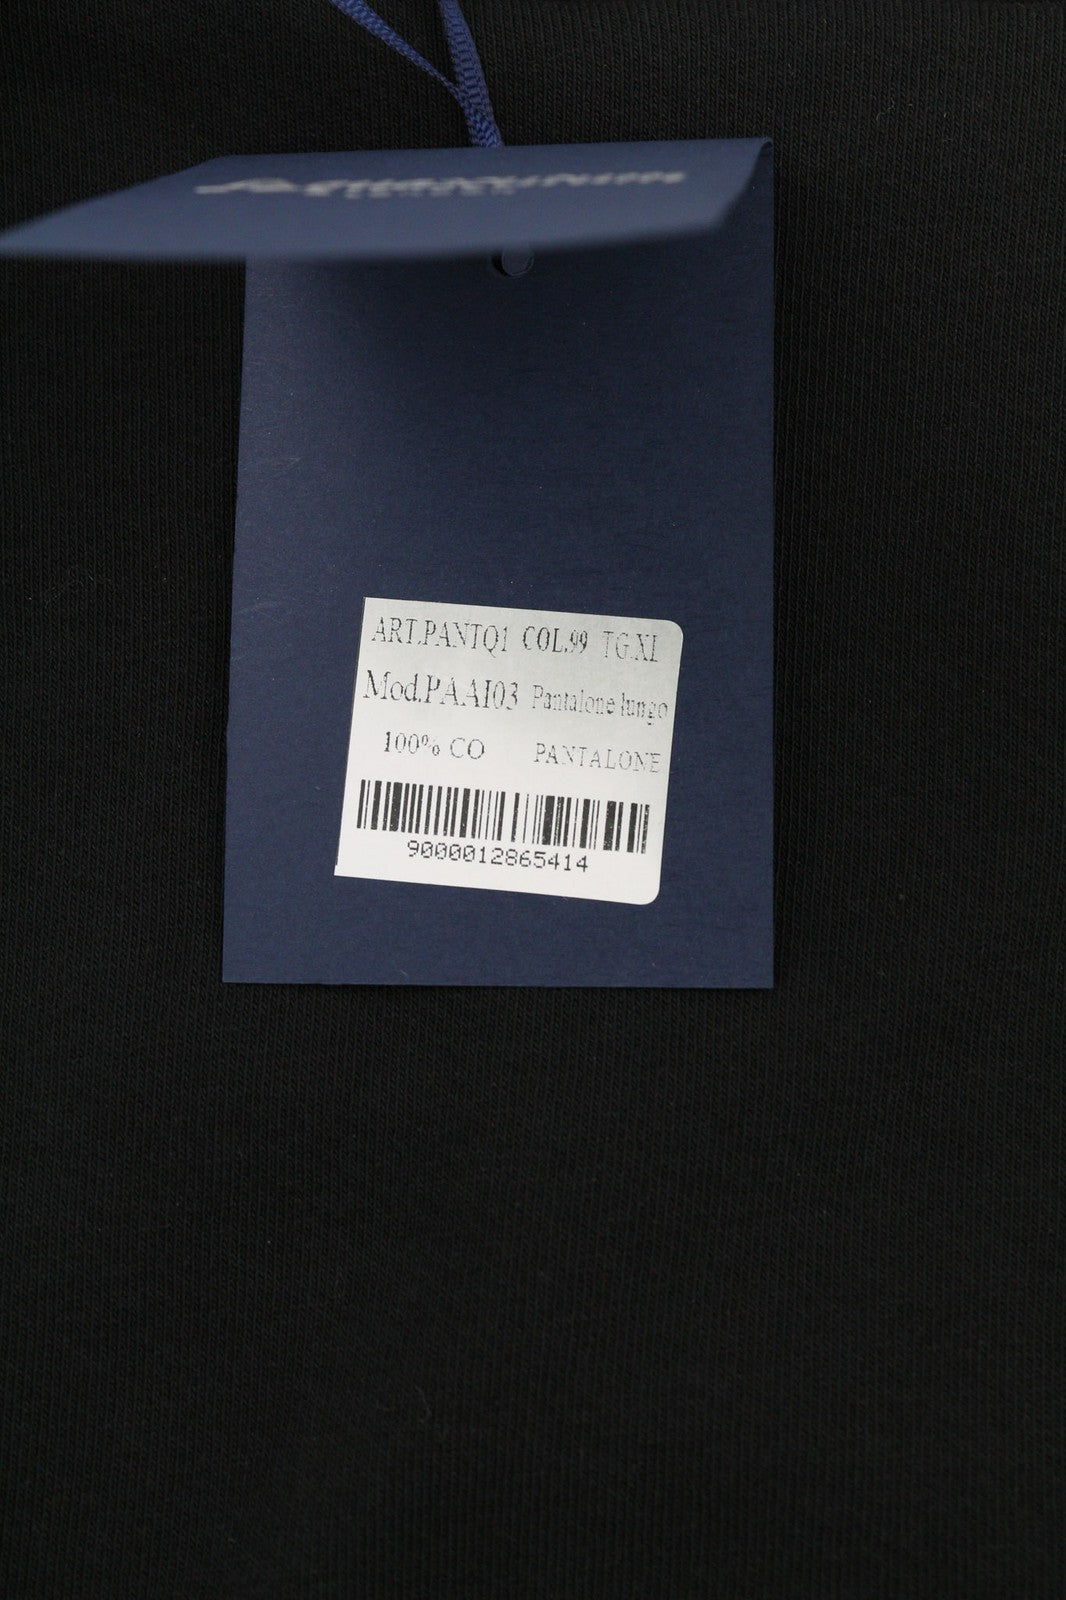 ART.PANTQ1 COL.99 TG.XL
Mod.PAAI03 Pantalone lungo
100% CO PANTALONE
9000012865414